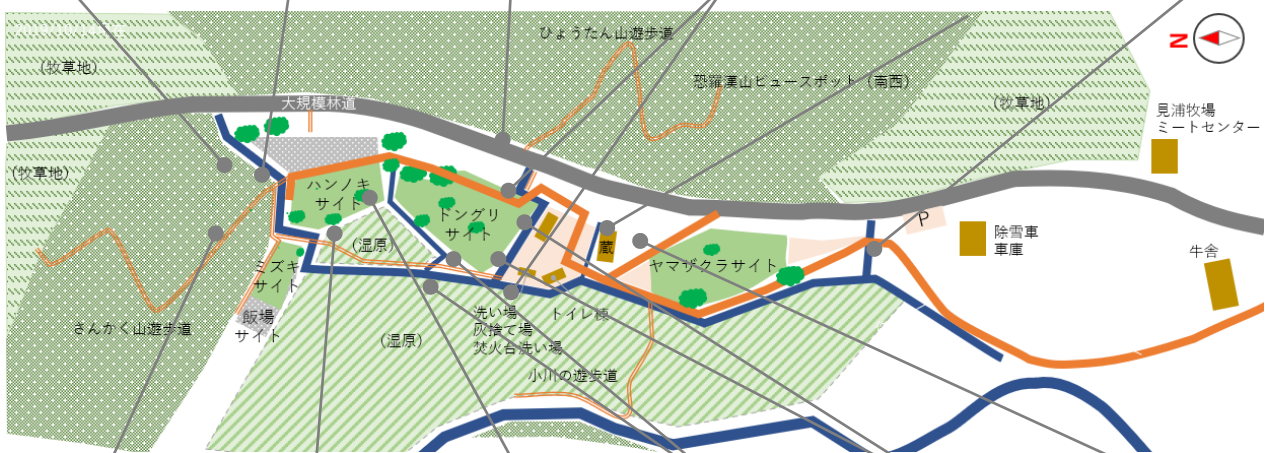 ひょうたん山遊歩道
N
(牧草地)
恐羅漢山ビュースポット(南西)
大規模林道
(牧草地)
見浦牧場
ミートセンター
(牧草地)
ハンノキ
サイト
ドングリ
サイト
P
(湿原)
蔵
除雪車
車庫
牛舎
ミズキ
サイト
ヤマザクラサイト
飯場
サイト
さんかく山遊歩道
(湿原)
洗い場
灰捨て場
焚火台洗い場
トイレ棟
小川の遊歩道